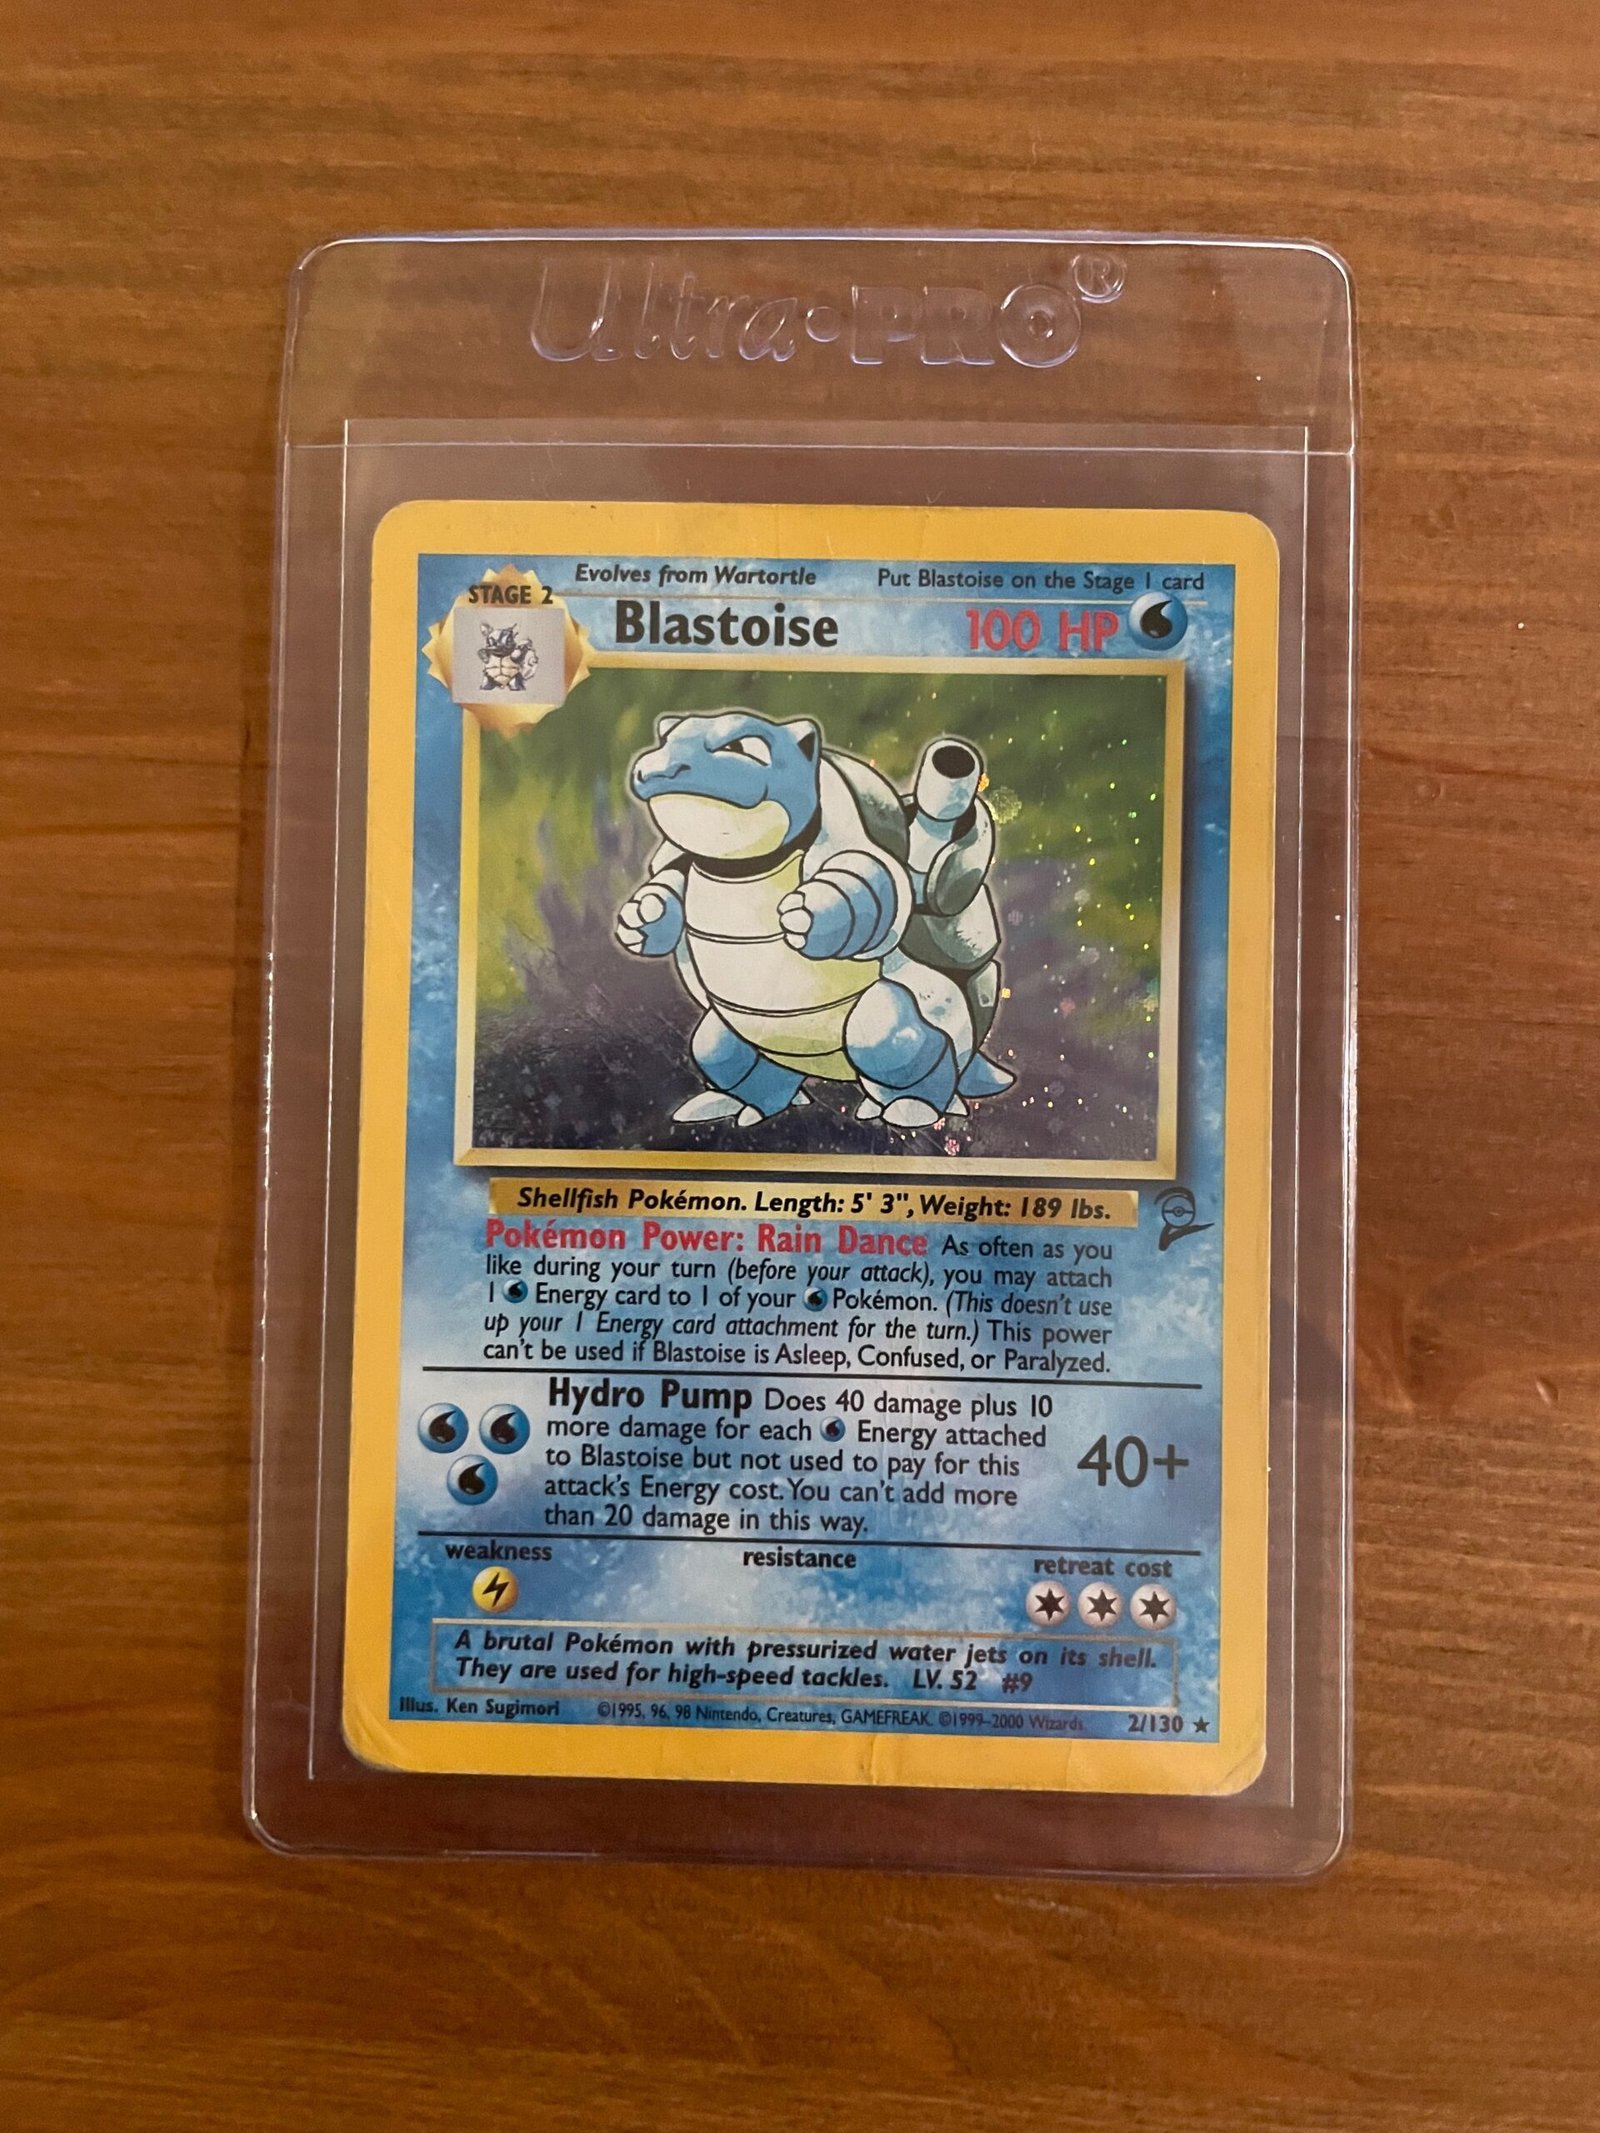 Ultra•PRO®
Evolves from Wartortle Put Blastoise on the Stage 1 card
STAGE 2
Blastoise 100 HP
Shellfish Pokémon. Length: 5' 3", Weight: 189 lbs.
Pokémon Power: Rain Dance As often as you
like during your turn (before your attack), you may attach
1 Energy card to 1 of your Pokémon. (This doesn't use
up your 1 Energy card attachment for the turn.) This power
can't be used if Blastoise is Asleep, Confused, or Paralyzed.
Hydro Pump Does 40 damage plus 10
more damage for each Energy attached
to Blastoise but not used to pay for this
attack's Energy cost. You can't add more
than 20 damage in this way.
40+
weakness resistance retreat cost
A brutal Pokémon with pressurized water jets on its shell.
They are used for high-speed tackles. LV. 52 #9
Illus. Ken Sugimori ©1995, 96, 98 Nintendo, Creatures, GAMEFREAK. ©1999-2000 Wizards. 2/130 ★